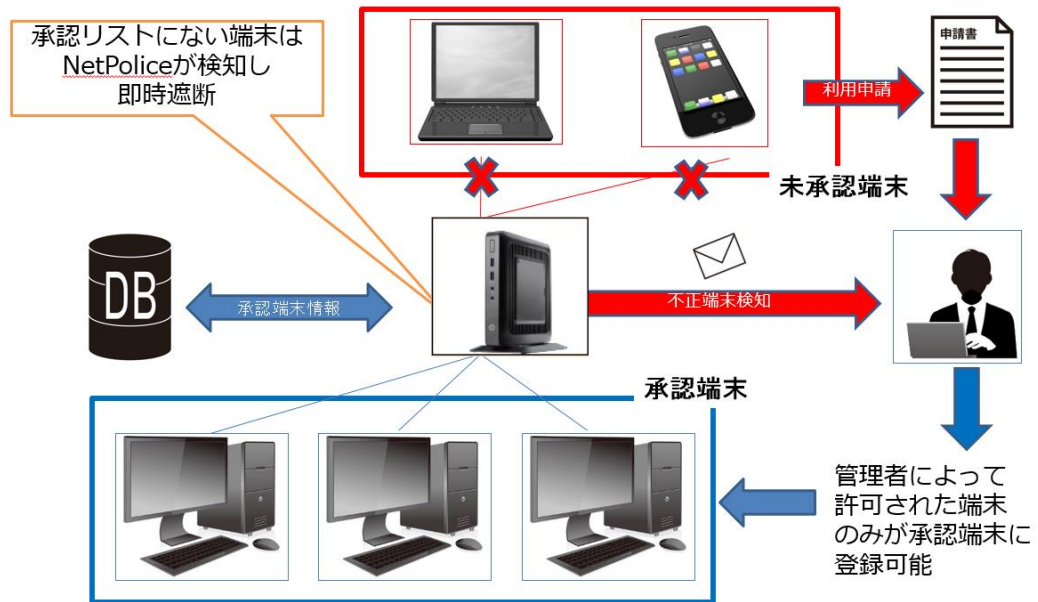 承認リストにない端末は
NetPoliceが検知し
即時遮断
申請書
利用申請
未承認端末
DB
承認端末情報
不正端末検知
承認端末
管理者によって
許可された端末
のみが承認端末に
登録可能